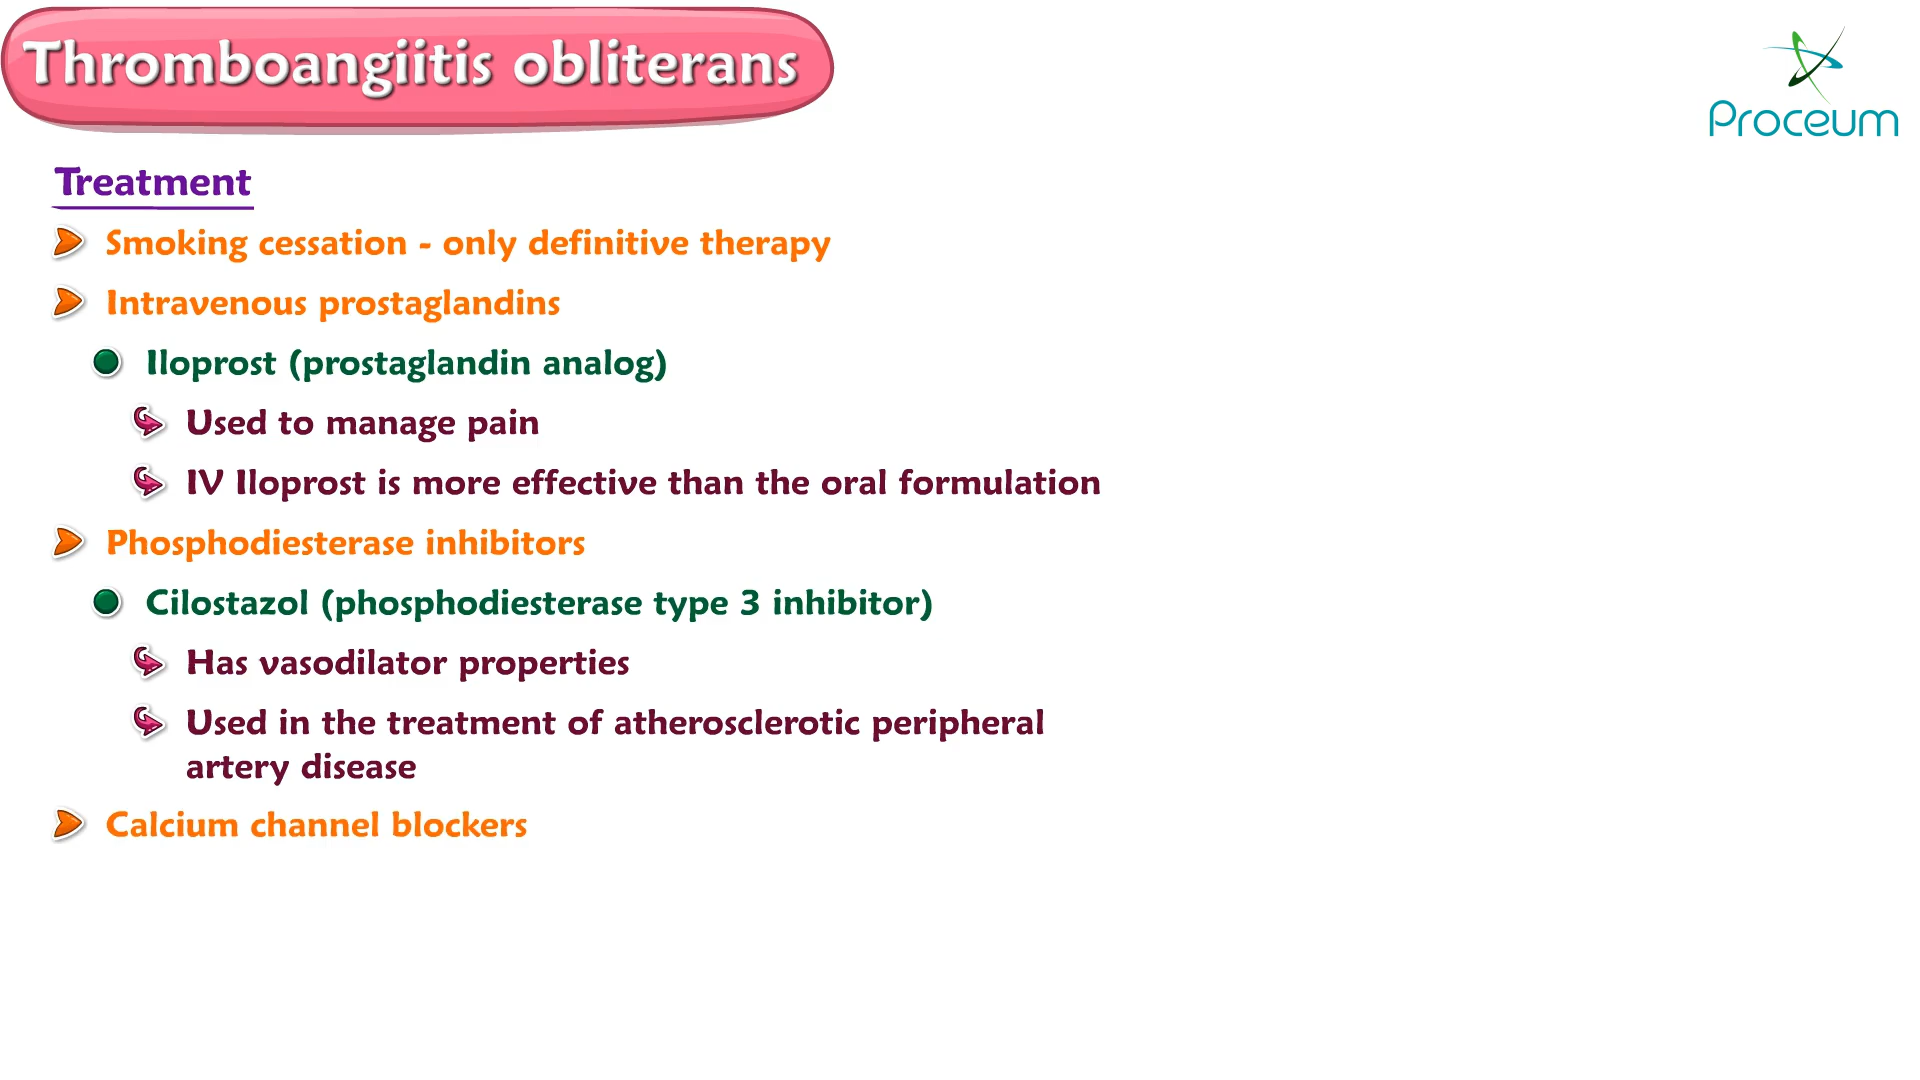 Thromboangiitis obliterans
Proceum
Treatment
Smoking cessation - only definitive therapy
Intravenous prostaglandins
Iloprost (prostaglandin analog)
Used to manage pain
IV Iloprost is more effective than the oral formulation
Phosphodiesterase inhibitors
Cilostazol (phosphodiesterase type 3 inhibitor)
Has vasodilator properties
Used in the treatment of atherosclerotic peripheral
artery disease
Calcium channel blockers